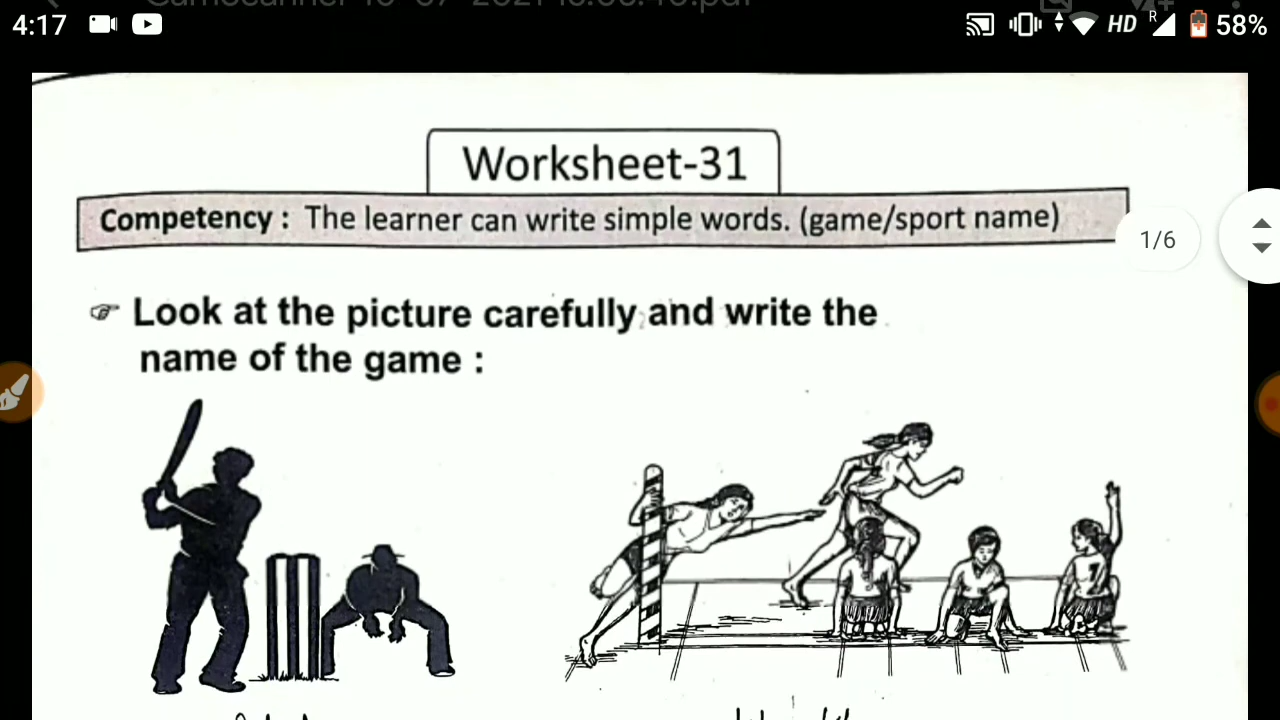 4:17
HD
R
58%
Worksheet-31
Competency : The learner can write simple words. (game/sport name)
1/6
Look at the picture carefully and write the
name of the game :
7